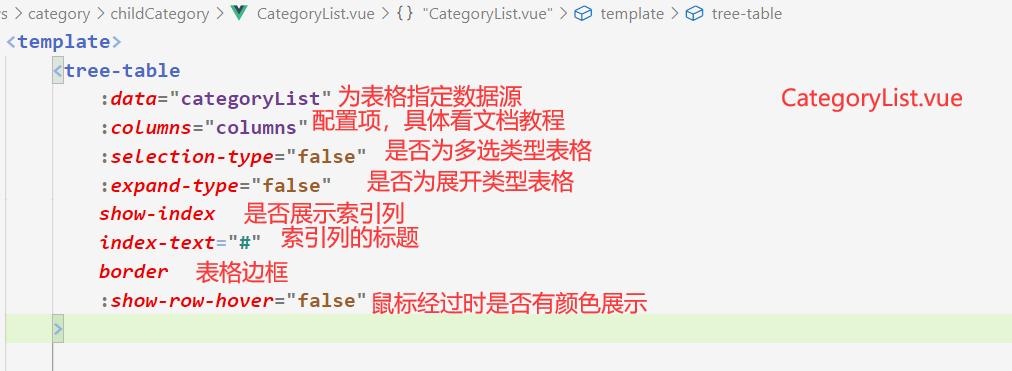 s > category > childCategory > CategoryList.vue > {} "CategoryList.vue" > template > tree-table
<template>
<tree-table
:data="categoryList" 为表格指定数据源 CategoryList.vue
:columns="columns" 配置项，具体看文档教程
:selection-type="false" 是否为多选类型表格
:expand-type="false" 是否为展开类型表格
show-index 是否展示索引列
index-text="#" 索引列的标题
border 表格边框
:show-row-hover="false" 鼠标经过时是否有颜色展示
>